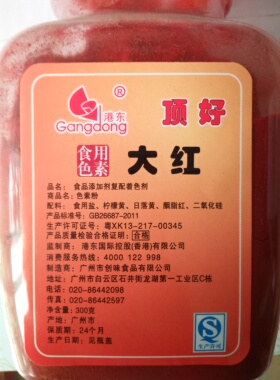 港东
Gangdong
®
顶好
食用
色素
大红
品名:食品添加剂复配着色剂
商品名:色素粉
配料:食用盐、柠檬黄、日落黄、胭脂红、二氧化硅
产品标准号:GB26687-2011
生产许可证号:粤XK13-217-00345
产品质量检验合格证明:合格
监制商:港东国际控股(香港)有限公司
消费服务热线:4000 122 998
制造商:广州市创味食品有限公司
地址:广州市白云区石井街龙湖第一工业区C栋
电话:020-86442098
传真:020-86442597
净含量:300克
产地:广州市
保质期:24个月
生产日期:见瓶盖
QS
生产许可